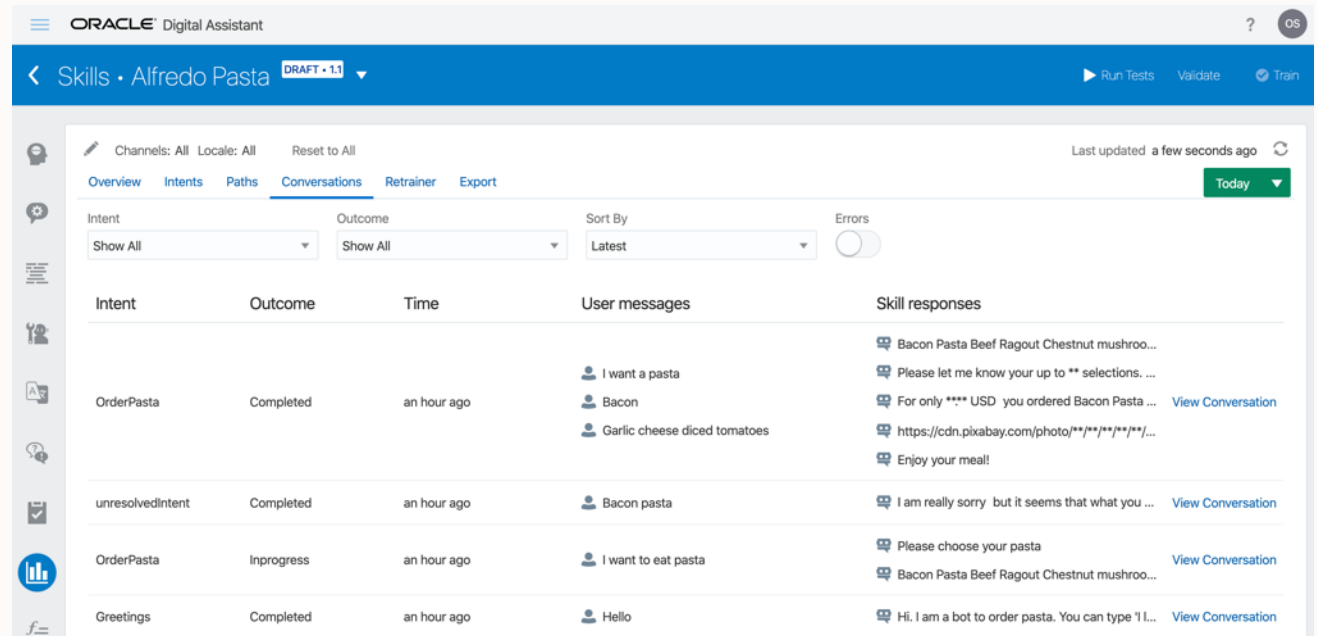 ORACLE Digital Assistant
? OS
Skills • Alfredo Pasta DRAFT • 1.1
Run Tests Validate Train
Channels: All Locale: All Reset to All
Last updated a few seconds ago
Overview Intents Paths Conversations Retrainer Export
Today
Intent Outcome Sort By Errors
Show All Show All Latest
Intent Outcome Time User messages Skill responses
Bacon Pasta Beef Ragout Chestnut mushroo...
I want a pasta
Please let me know your up to ** selections. ...
OrderPasta Completed an hour ago
Bacon
For only **.** USD you ordered Bacon Pasta ... View Conversation
Garlic cheese diced tomatoes
https://cdn.pixabay.com/photo/**/**/**/**/**/...
Enjoy your meal!
unresolvedIntent Completed an hour ago Bacon pasta I am really sorry but it seems that what you ... View Conversation
Please choose your pasta
OrderPasta Inprogress an hour ago I want to eat pasta View Conversation
Bacon Pasta Beef Ragout Chestnut mushroo...
Greetings Completed an hour ago Hello Hi. I am a bot to order pasta. You can type 'I l... View Conversation